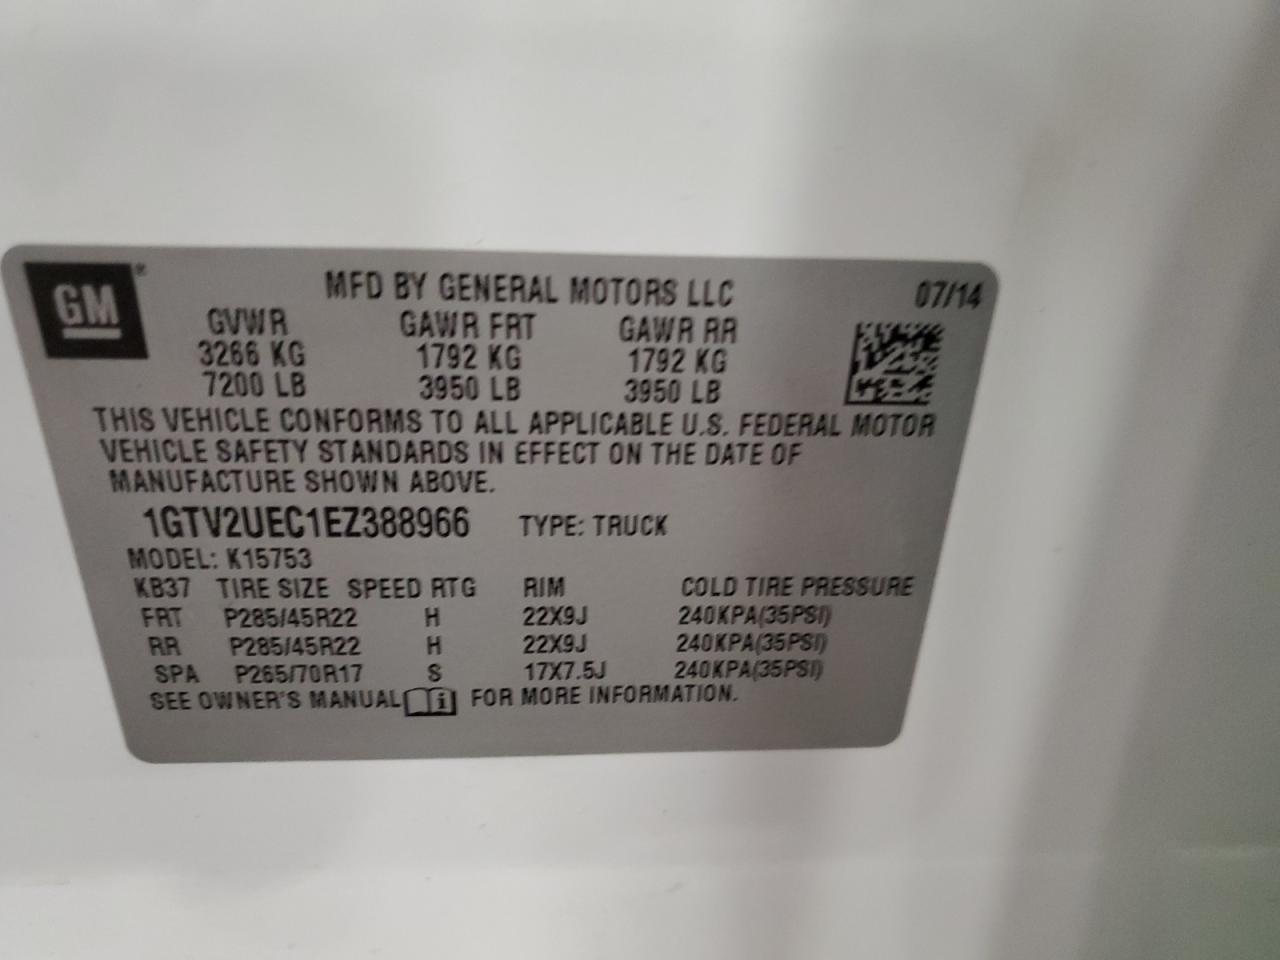 GM
MFD BY GENERAL MOTORS LLC 07/14
GVWR GAWR FRT GAWR RR
3266 KG 1792 KG 1792 KG
7200 LB 3950 LB 3950 LB
THIS VEHICLE CONFORMS TO ALL APPLICABLE U.S. FEDERAL MOTOR
VEHICLE SAFETY STANDARDS IN EFFECT ON THE DATE OF
MANUFACTURE SHOWN ABOVE.
1GTV2UEC1EZ388966 TYPE: TRUCK
MODEL: K15753
KB37 TIRE SIZE SPEED RTG RIM COLD TIRE PRESSURE
FRT P285/45R22 H 22X9J 240KPA(35PSI)
RR P285/45R22 H 22X9J 240KPA(35PSI)
SPA P265/70R17 S 17X7.5J 240KPA(35PSI)
SEE OWNER'S MANUAL i FOR MORE INFORMATION.